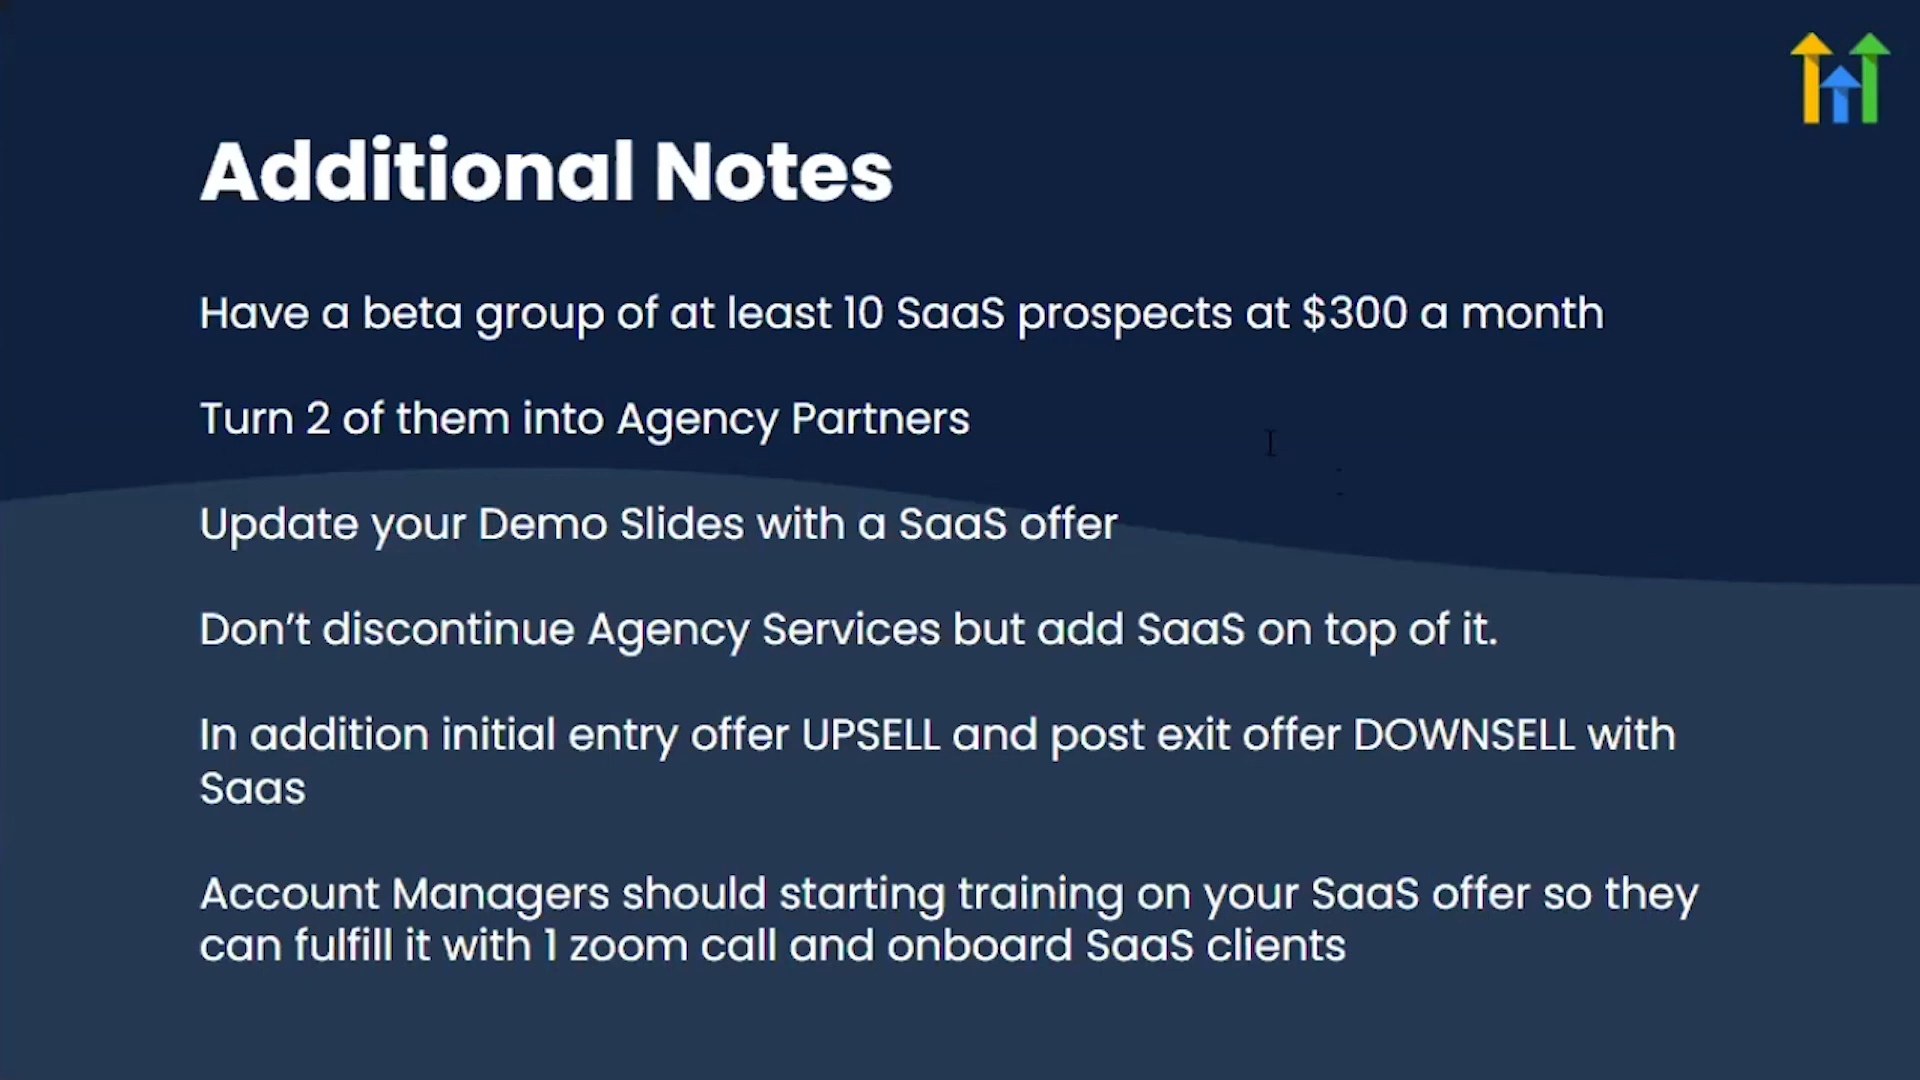 Additional Notes
Have a beta group of at least 10 SaaS prospects at $300 a month
Turn 2 of them into Agency Partners
Update your Demo Slides with a SaaS offer
Don’t discontinue Agency Services but add SaaS on top of it.
In addition initial entry offer UPSELL and post exit offer DOWNSELL with
Saas
Account Managers should starting training on your SaaS offer so they
can fulfill it with 1 zoom call and onboard SaaS clients